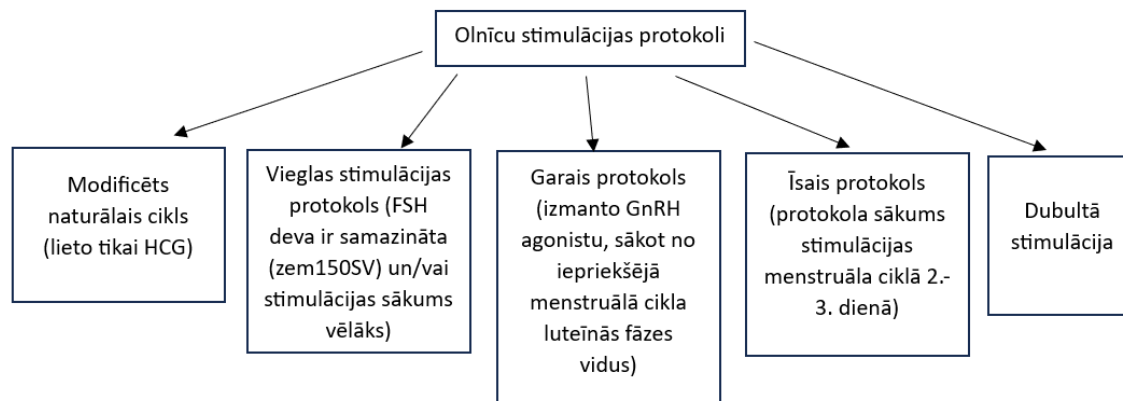 Olnīcu stimulācijas protokoli
Modificēts
naturālais cikls
(lieto tikai HCG)
Vieglas stimulācijas
protokols (FSH
deva ir samazināta
(zem150SV) un/vai
stimulācijas sākums
vēlāks)
Garais protokols
(izmanto GnRH
agonistu, sākot no
iepriekšējā
menstruālā cikla
luteīnās fāzes
vidus)
Īsais protokols
(protokola sākums
stimulācijas
menstruāla ciklā 2.-
3. dienā)
Dubultā
stimulācija